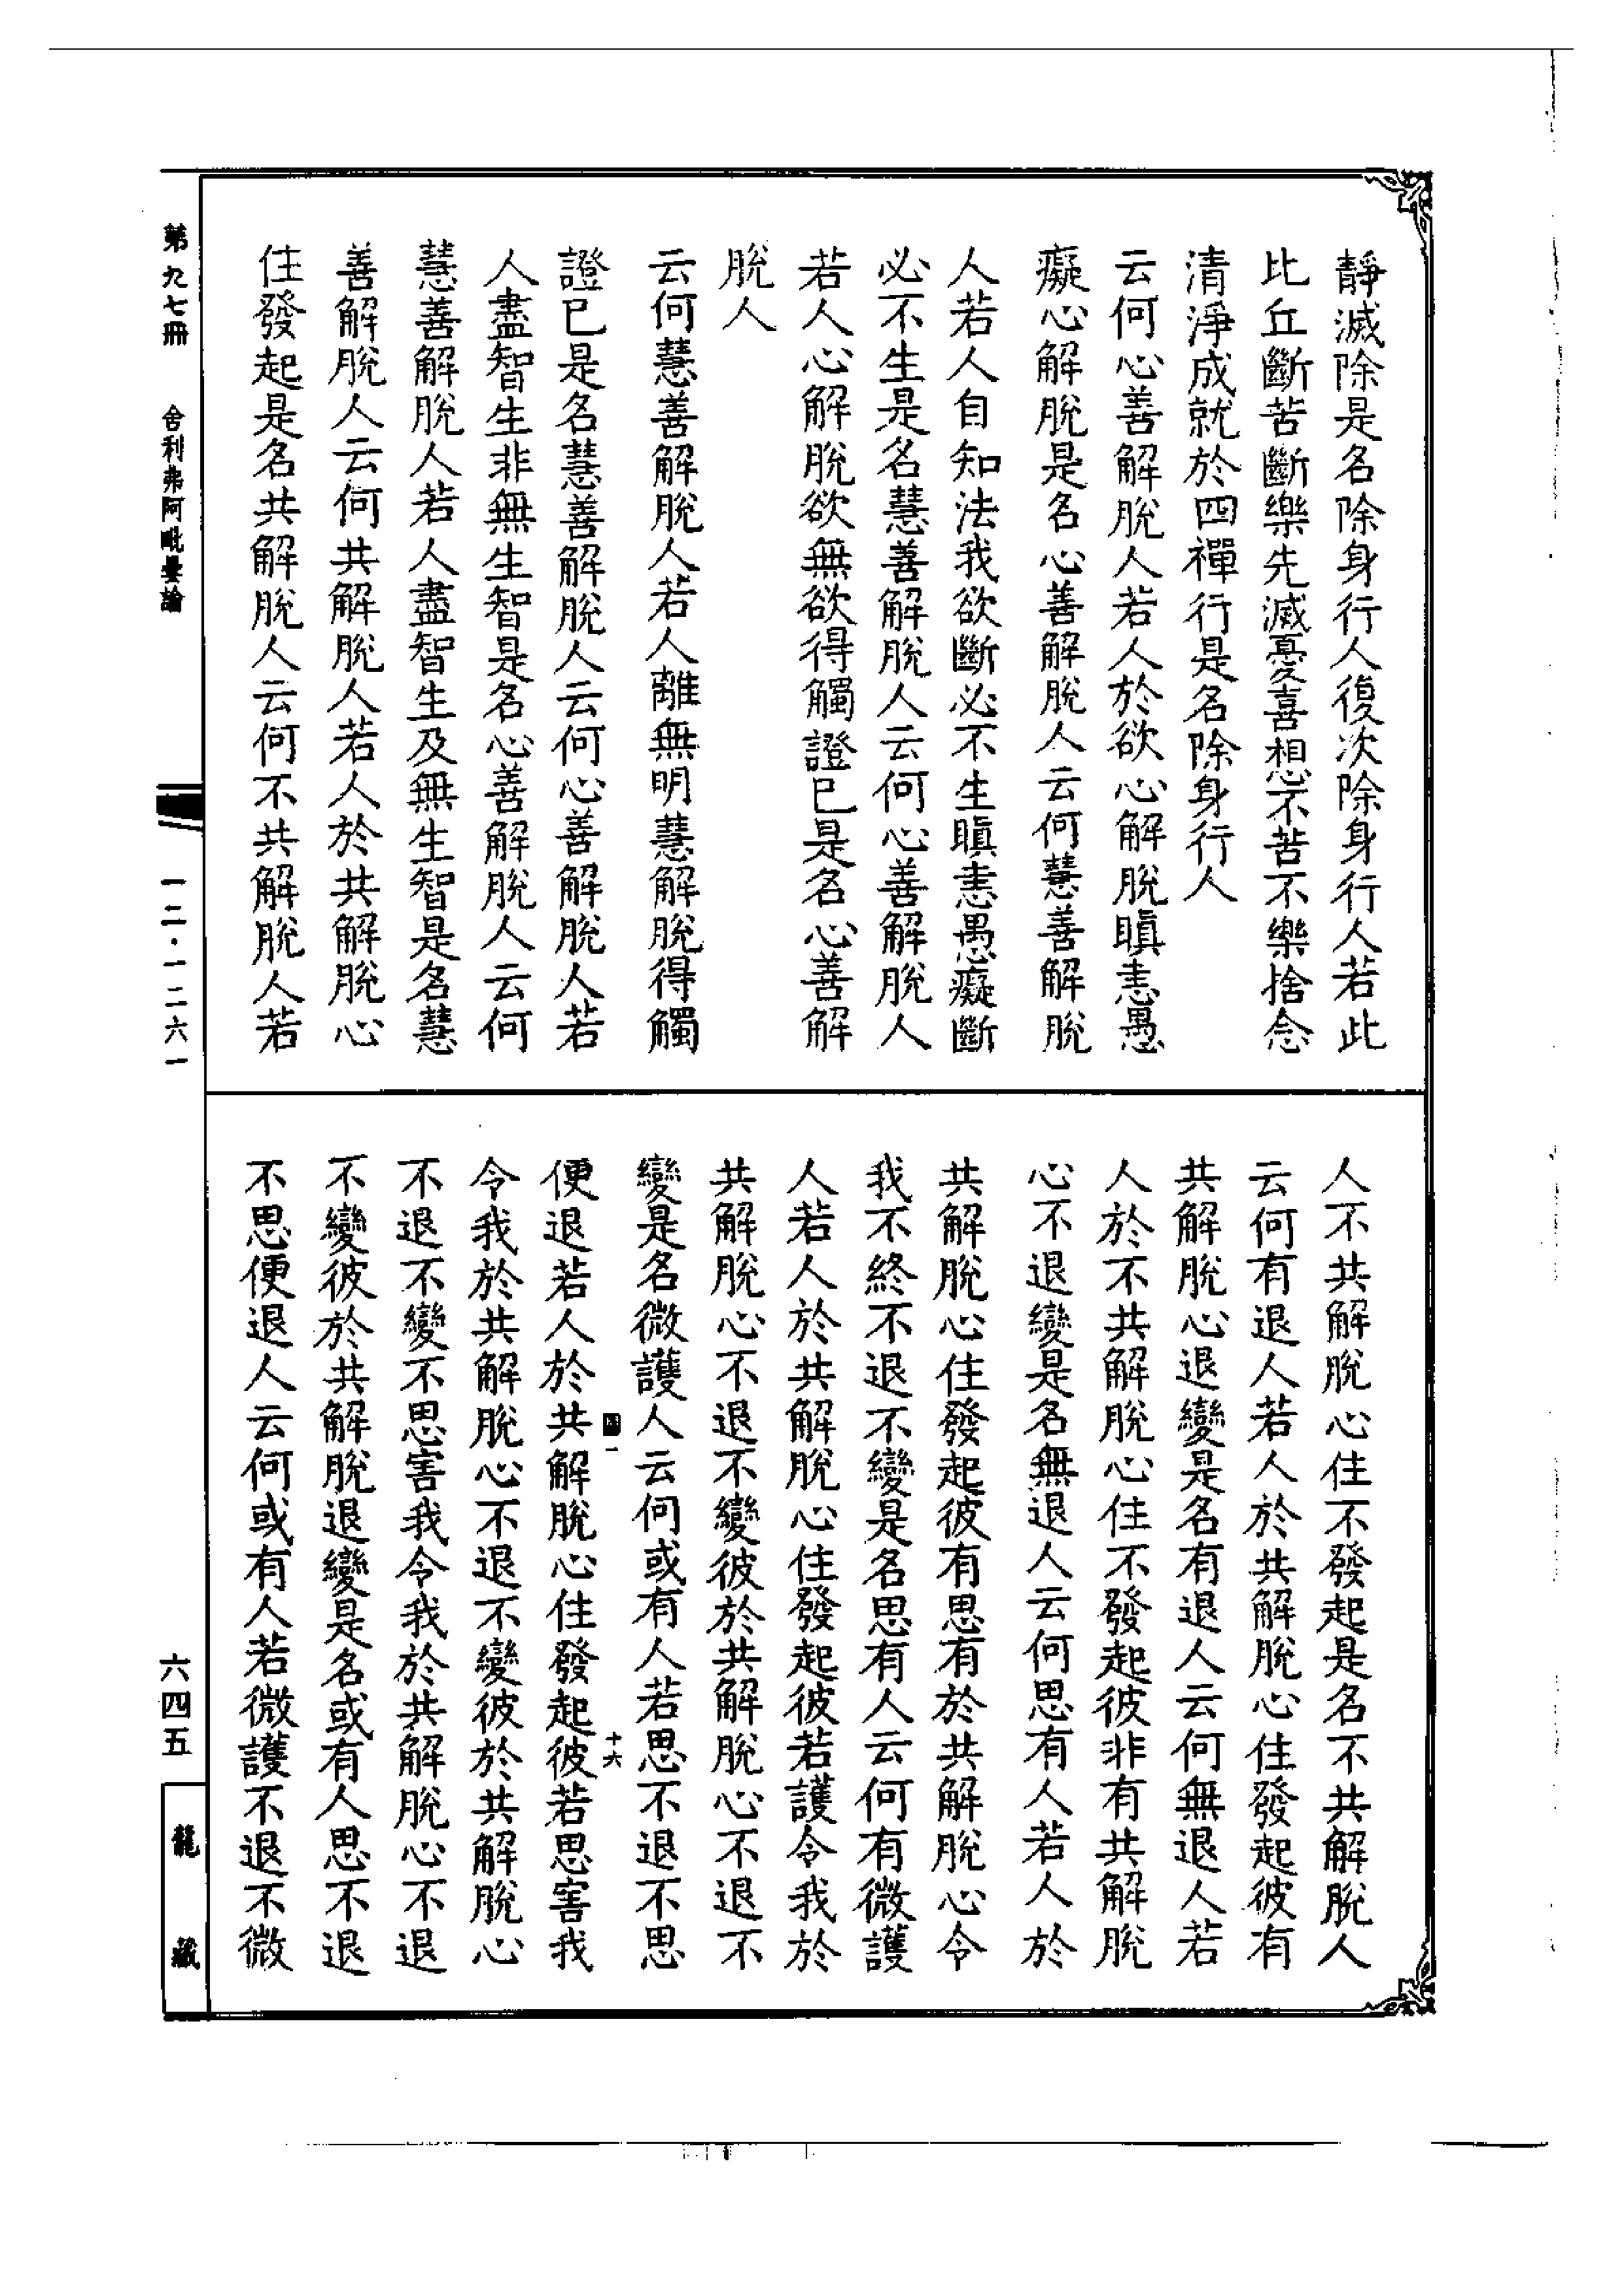 靜滅除是名除身行人復次除身行人若此
比丘斷苦斷樂先滅憂喜想不苦不樂捨念
清淨成就於四禪行是名除身行人
云何心善解脫人若人於欲心解脫瞋恚愚
癡心解脫是名心善解脫人云何慧善解脫
人若人自知法我欲斷必不生瞋恚愚癡斷
必不生是名慧善解脫人云何心善解脫人
若人心解脫欲無欲得觸證已是名心善解
脫人
云何慧善解脫人若人離無明慧解脫得觸
證已是名慧善解脫人云何心善解脫人若
人盡智生非無生智是名心善解脫人云何
慧善解脫人若人盡智生及無生智是名慧
善解脫人云何共解脫人若人於共解脫心
住發起是名共解脫人云何不共解脫人若
人不共解脫心住不發起是名不共解脫人
云何有退人若人於共解脫心住發起彼有
共解脫心退變是名有退人云何無退人若
人於不共解脫心住不發起彼非有共解脫
心不退變是名無退人云何思有人若人於
共解脫心住發起彼有思有於共解脫心令
我不終不退不變是名思有人云何有微護
人若人於共解脫心住發起彼若護令我於
共解脫心不退不變彼於共解脫心不退不
變是名微護人云何或有人若思不退不思
便退若人於共解脫心住發起彼若思害我
令我於共解脫心不退不變彼於共解脫心
不退不變不思害我令我於共解脫心不退
不變彼於共解脫退變是名或有人思不退
不思便退人云何或有人若微護不退不微
圖一
十六
第九七冊
舍利弗阿毗曇論
一二·一二六一
六四五
龍藏